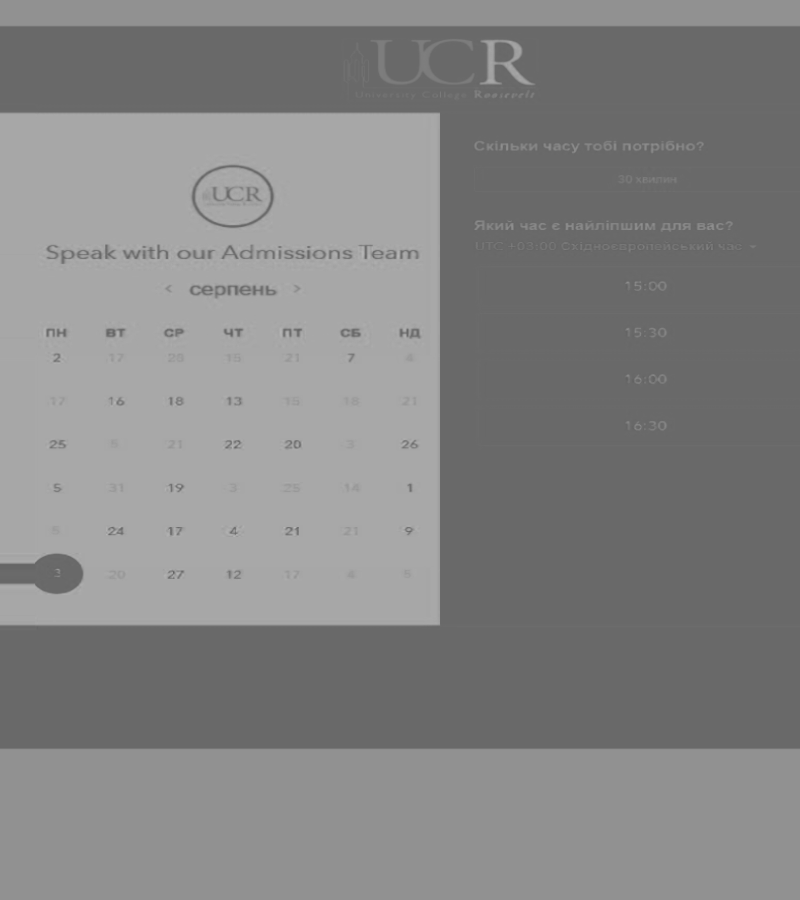 UCR
University College Roosevelt
UCR
Speak with our Admissions Team
< серпень >
ПН ВТ СР ЧТ ПТ СБ НД
2 17 28 15 21 7 4
17 16 18 13 15 18 21
25 5 21 22 20 3 26
5 31 19 3 25 14 1
5 24 17 4 21 21 9
3 20 27 12 17 4 5
Скільки часу тобі потрібно?
30 хвилин
Який час є найліпшим для вас?
UTC +03:00 Східноєвропейський час
15:00
15:30
16:00
16:30